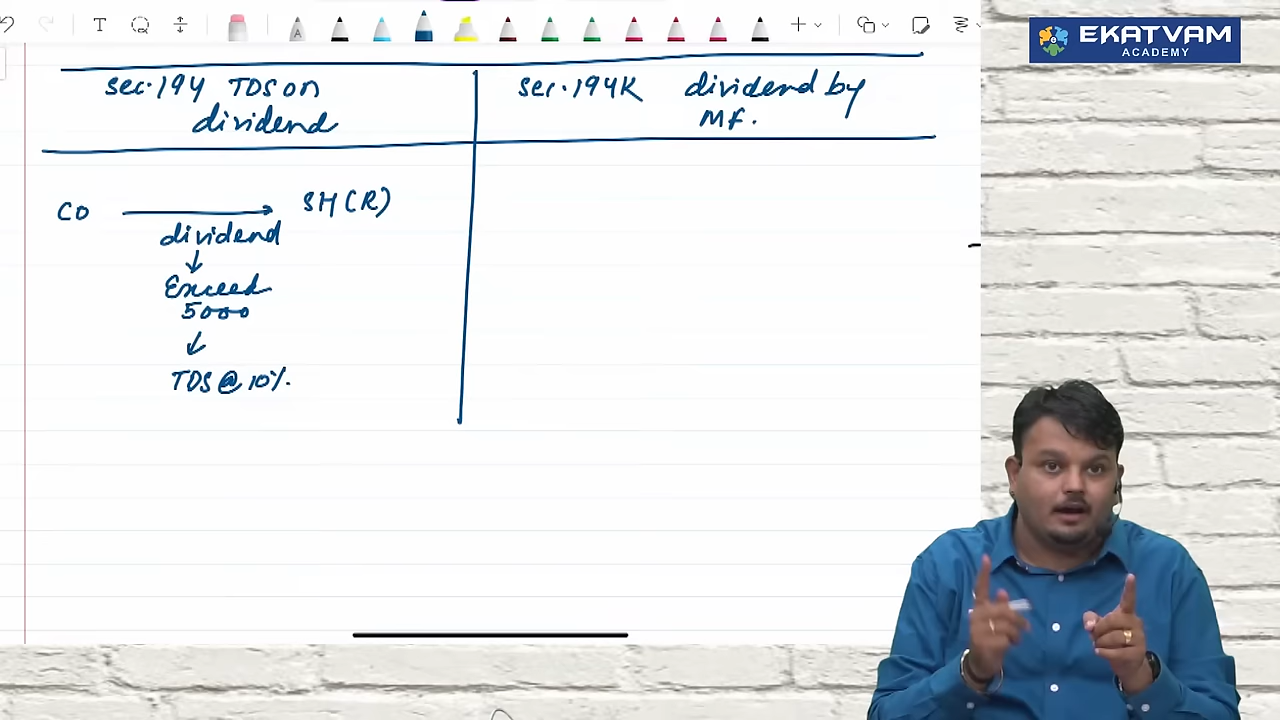 EKATVAM
ACADEMY
sec.194 TDS on
dividend
sec.194K dividend by
MF.
CO
SH(R)
dividend
Exceed
5000
TDS @ 10%.